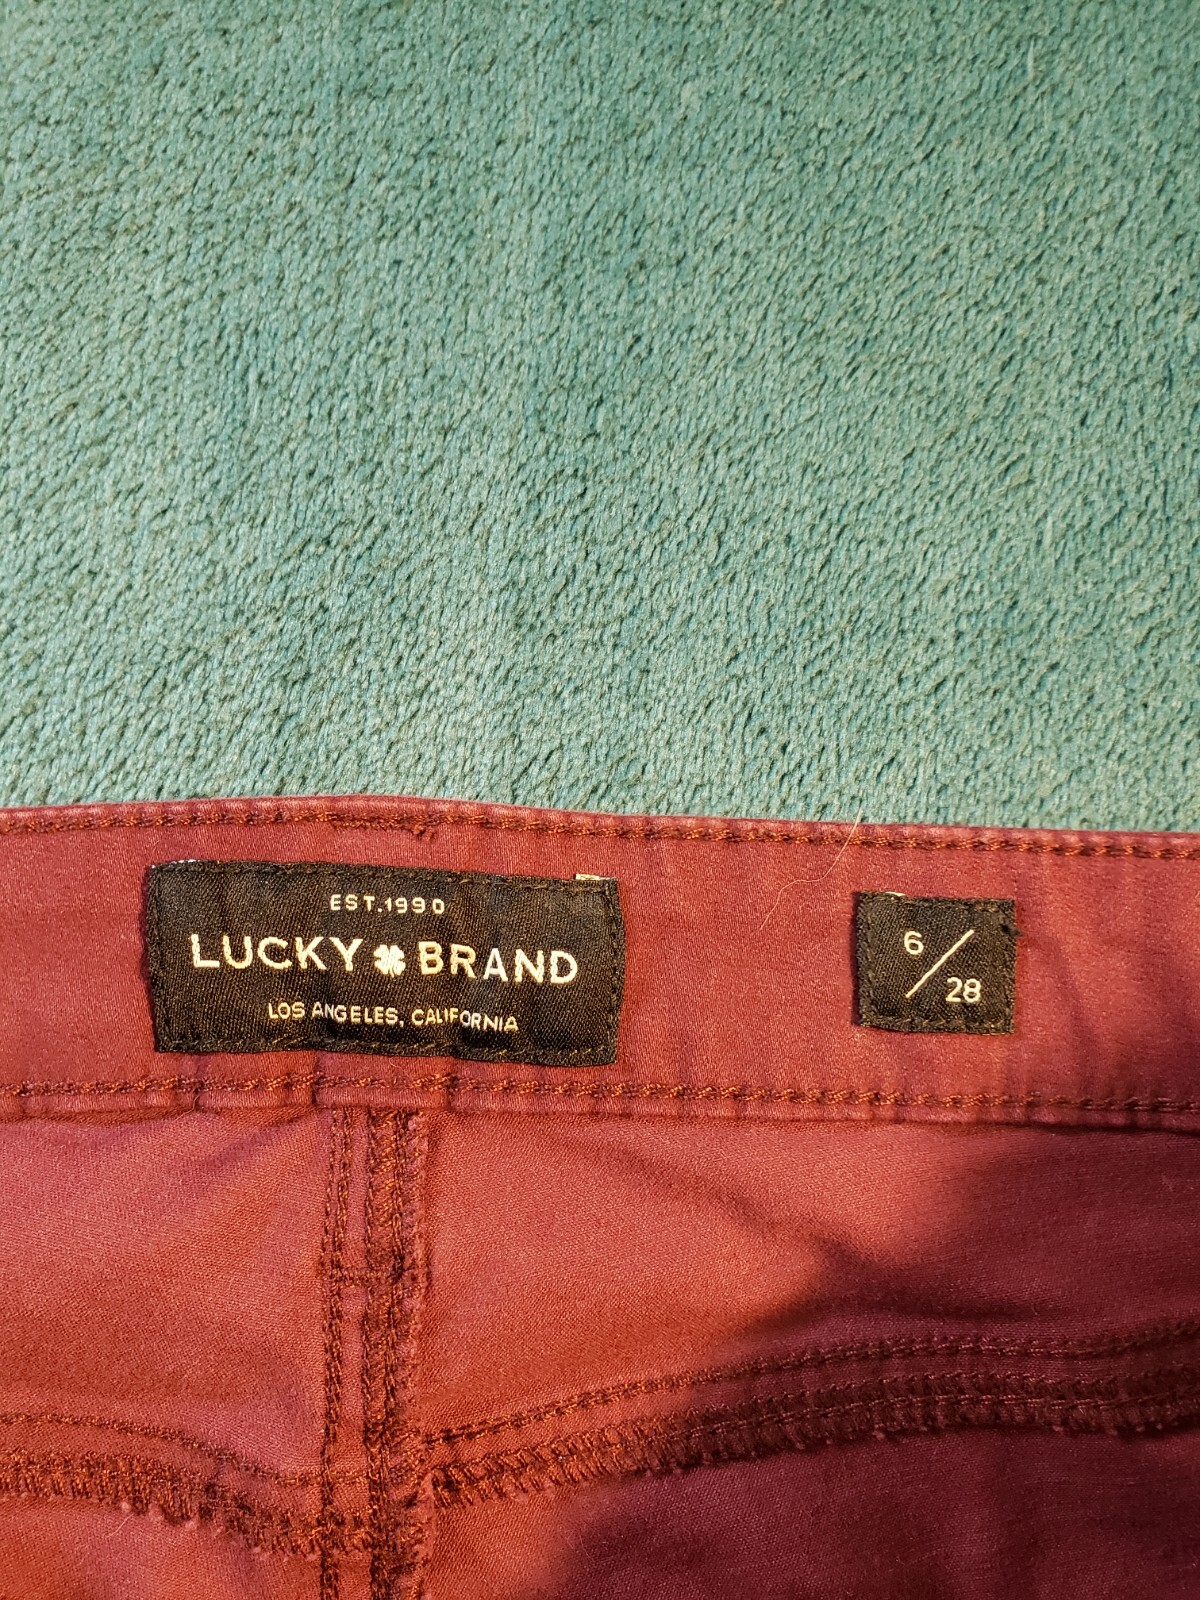 EST.1990
LUCKY BRAND
LOS ANGELES, CALIFORNIA
6/28